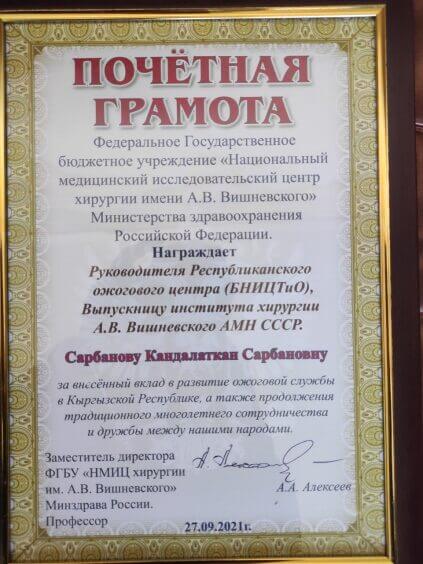 ПОЧЁТНАЯ
ГРАМОТА
Федеральное Государственное
бюджетное учреждение «Национальный
медицинский исследовательский центр
хирургии имени А.В. Вишневского»
Министерства здравоохранения
Российской Федерации.
Награждает
Руководителя Республиканского
ожогового центра (БНИЦТиО),
Выпускницу института хирургии
А.В. Вишневского АМН СССР.
Сарбанову Кандалаткан Сарбановну
за внесённый вклад в развитие ожоговой службы
в Кыргызской Республике, а также продолжения
традиционного многолетнего сотрудничества
и дружбы между нашими народами.
Заместитель директора
ФГБУ «НМИЦ хирургии
им. А.В. Вишневского»
Минздрава России.
Профессор
А.А. Алексеев
27.09.2021г.